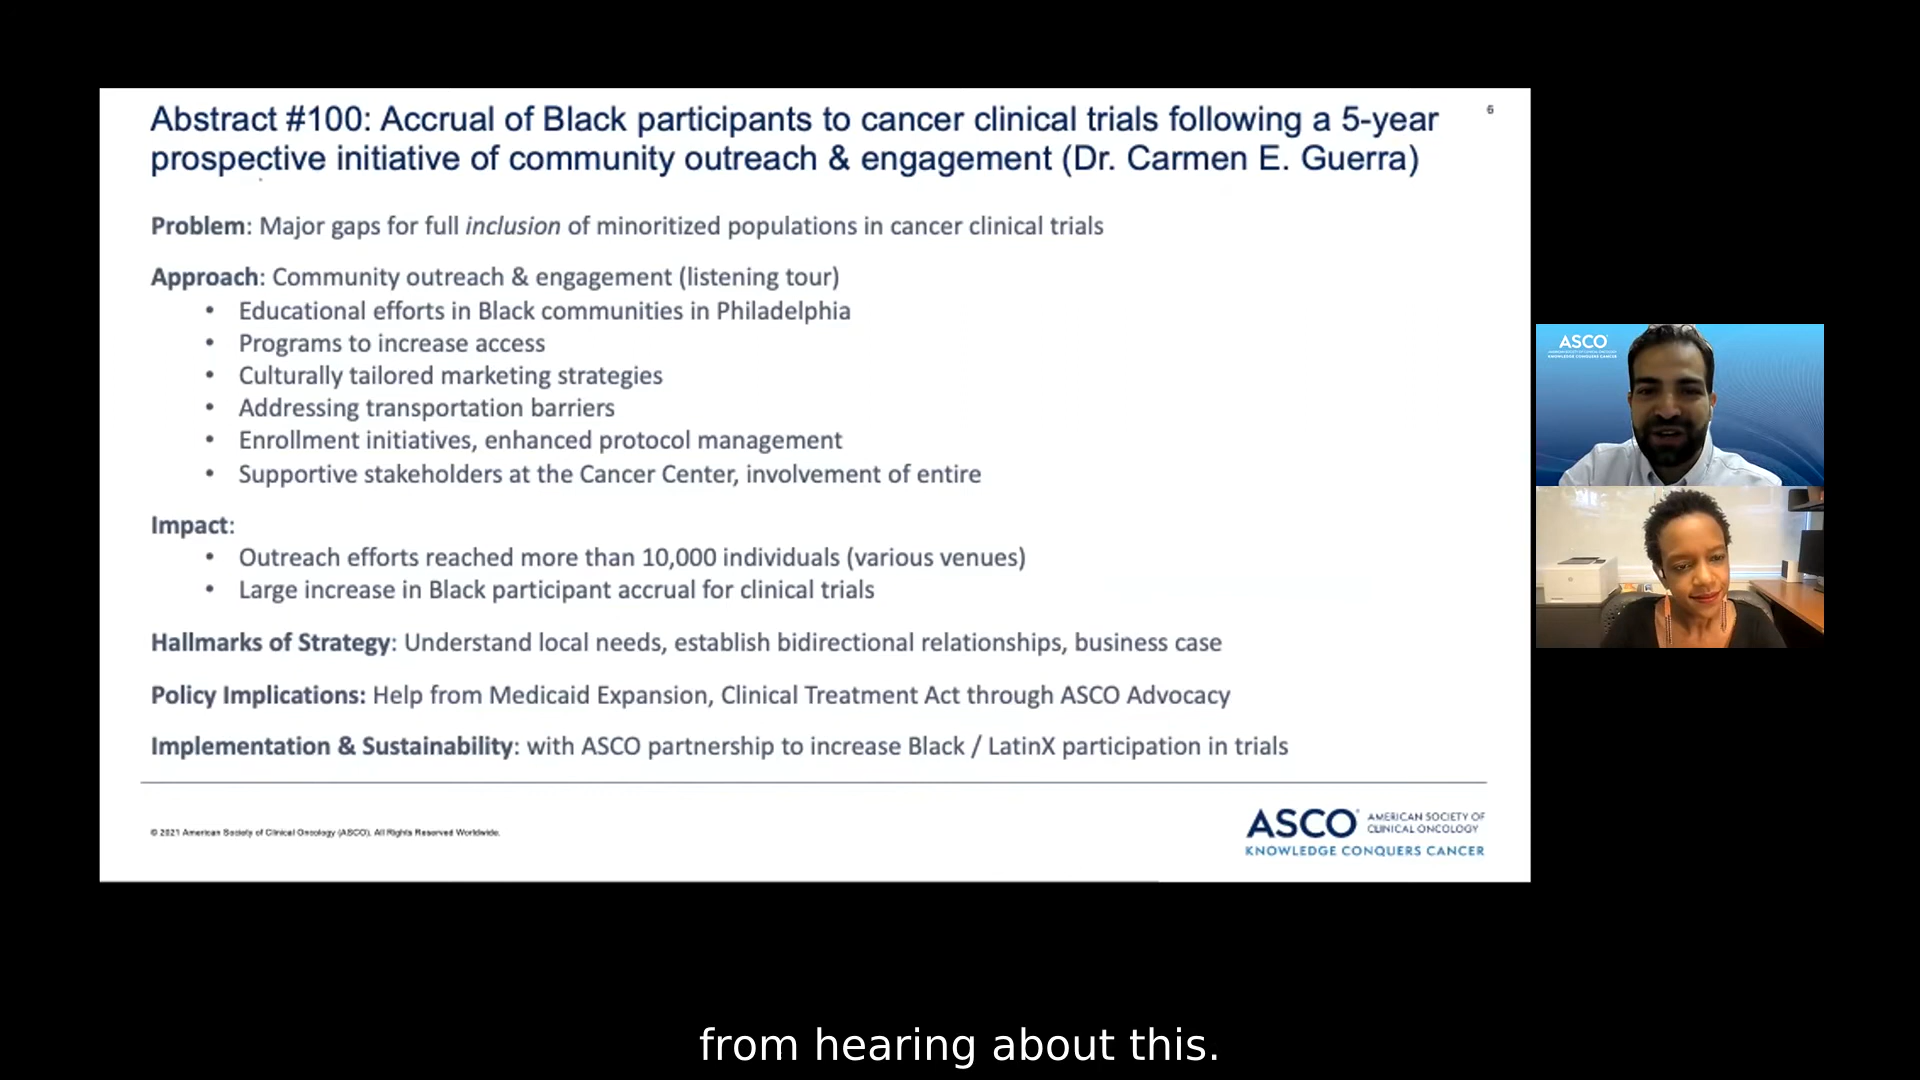 Abstract #100: Accrual of Black participants to cancer clinical trials following a 5-year
prospective initiative of community outreach & engagement (Dr. Carmen E. Guerra)
6
Problem: Major gaps for full inclusion of minoritized populations in cancer clinical trials
Approach: Community outreach & engagement (listening tour)
• Educational efforts in Black communities in Philadelphia
• Programs to increase access
• Culturally tailored marketing strategies
• Addressing transportation barriers
• Enrollment initiatives, enhanced protocol management
• Supportive stakeholders at the Cancer Center, involvement of entire
Impact:
• Outreach efforts reached more than 10,000 individuals (various venues)
• Large increase in Black participant accrual for clinical trials
Hallmarks of Strategy: Understand local needs, establish bidirectional relationships, business case
Policy Implications: Help from Medicaid Expansion, Clinical Treatment Act through ASCO Advocacy
Implementation & Sustainability: with ASCO partnership to increase Black / LatinX participation in trials
© 2021 American Society of Clinical Oncology (ASCO). All Rights Reserved Worldwide.
ASCO® AMERICAN SOCIETY OF
CLINICAL ONCOLOGY
KNOWLEDGE CONQUERS CANCER
ASCO
KNOWLEDGE CONQUERS CANCER
from hearing about this.